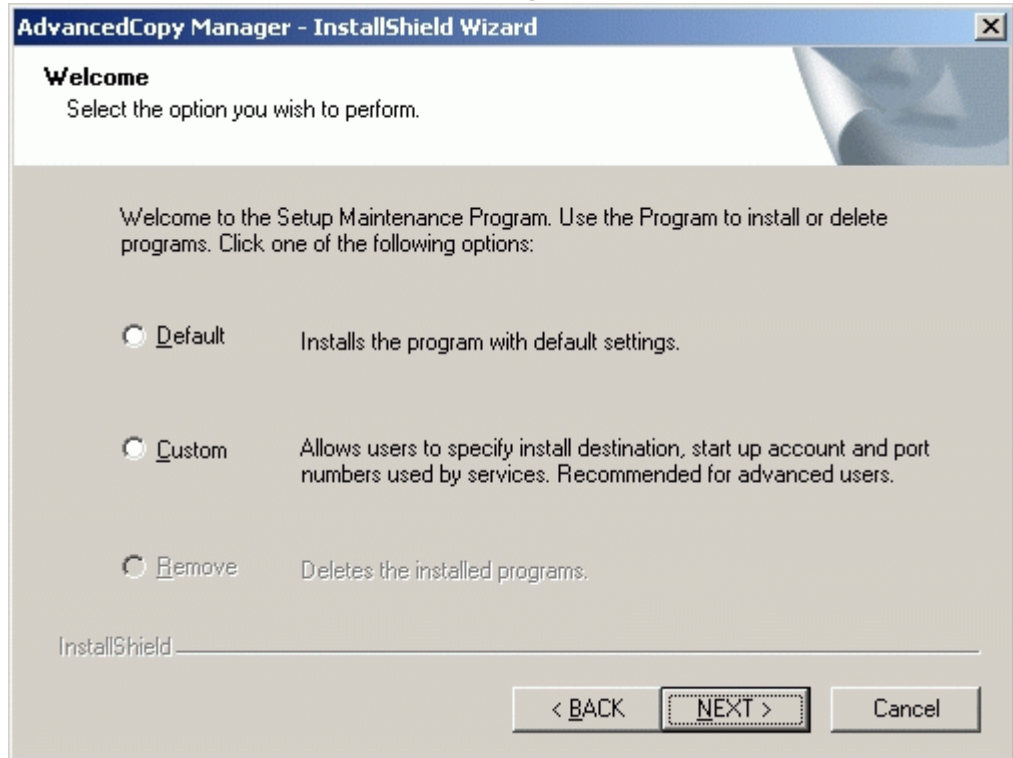 AdvancedCopy Manager - InstallShield Wizard
Welcome
Select the option you wish to perform.
Welcome to the Setup Maintenance Program. Use the Program to install or delete
programs. Click one of the following options:
Default
Installs the program with default settings.
Custom
Allows users to specify install destination, start up account and port
numbers used by services. Recommended for advanced users.
Remove
Deletes the installed programs.
InstallShield
< BACK
NEXT >
Cancel